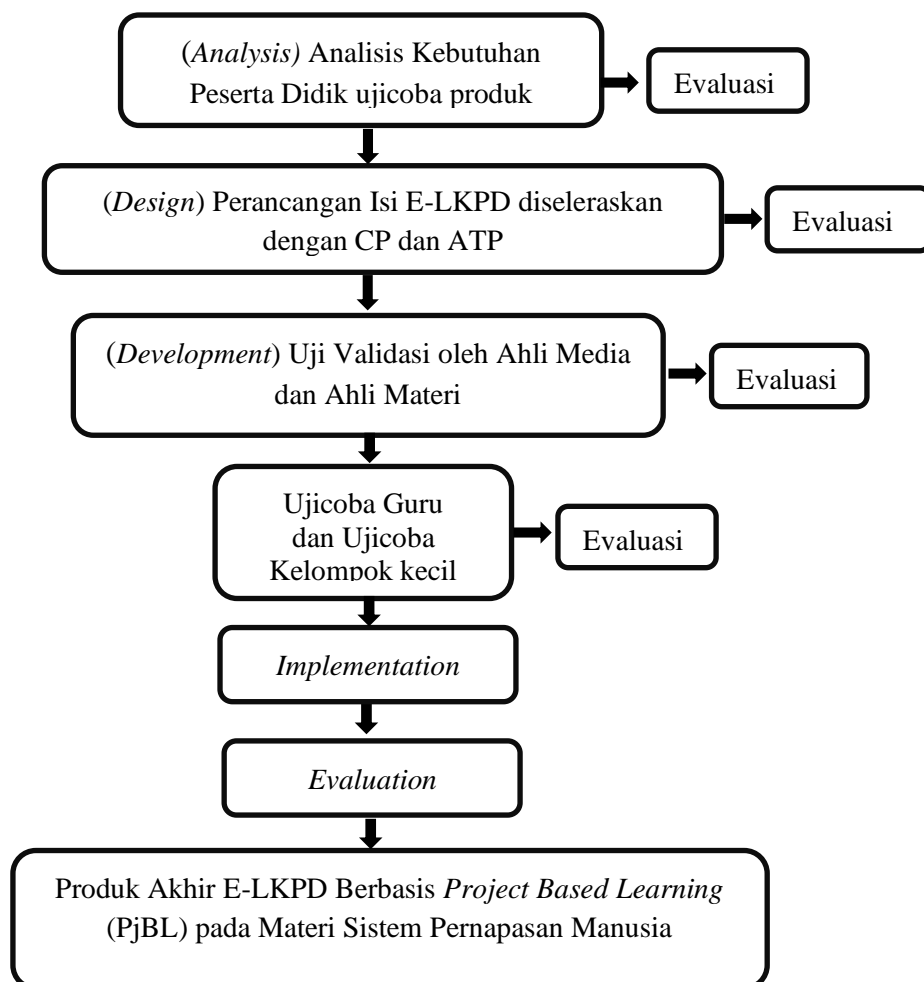 (Analysis) Analisis Kebutuhan
Peserta Didik ujicoba produk
Evaluasi
(Design) Perancangan Isi E-LKPD diseleraskan
dengan CP dan ATP
Evaluasi
(Development) Uji Validasi oleh Ahli Media
dan Ahli Materi
Evaluasi
Ujicoba Guru
dan Ujicoba
Kelompok kecil
Evaluasi
Implementation
Evaluation
Produk Akhir E-LKPD Berbasis Project Based Learning
(PjBL) pada Materi Sistem Pernapasan Manusia